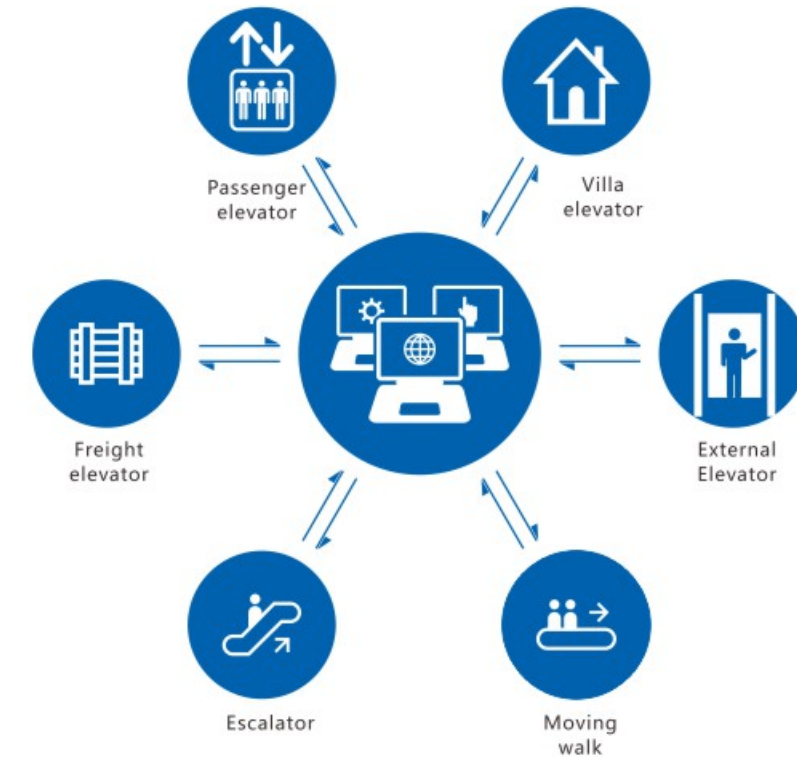 Passenger
elevator
Villa
elevator
Freight
elevator
External
Elevator
Escalator
Moving
walk